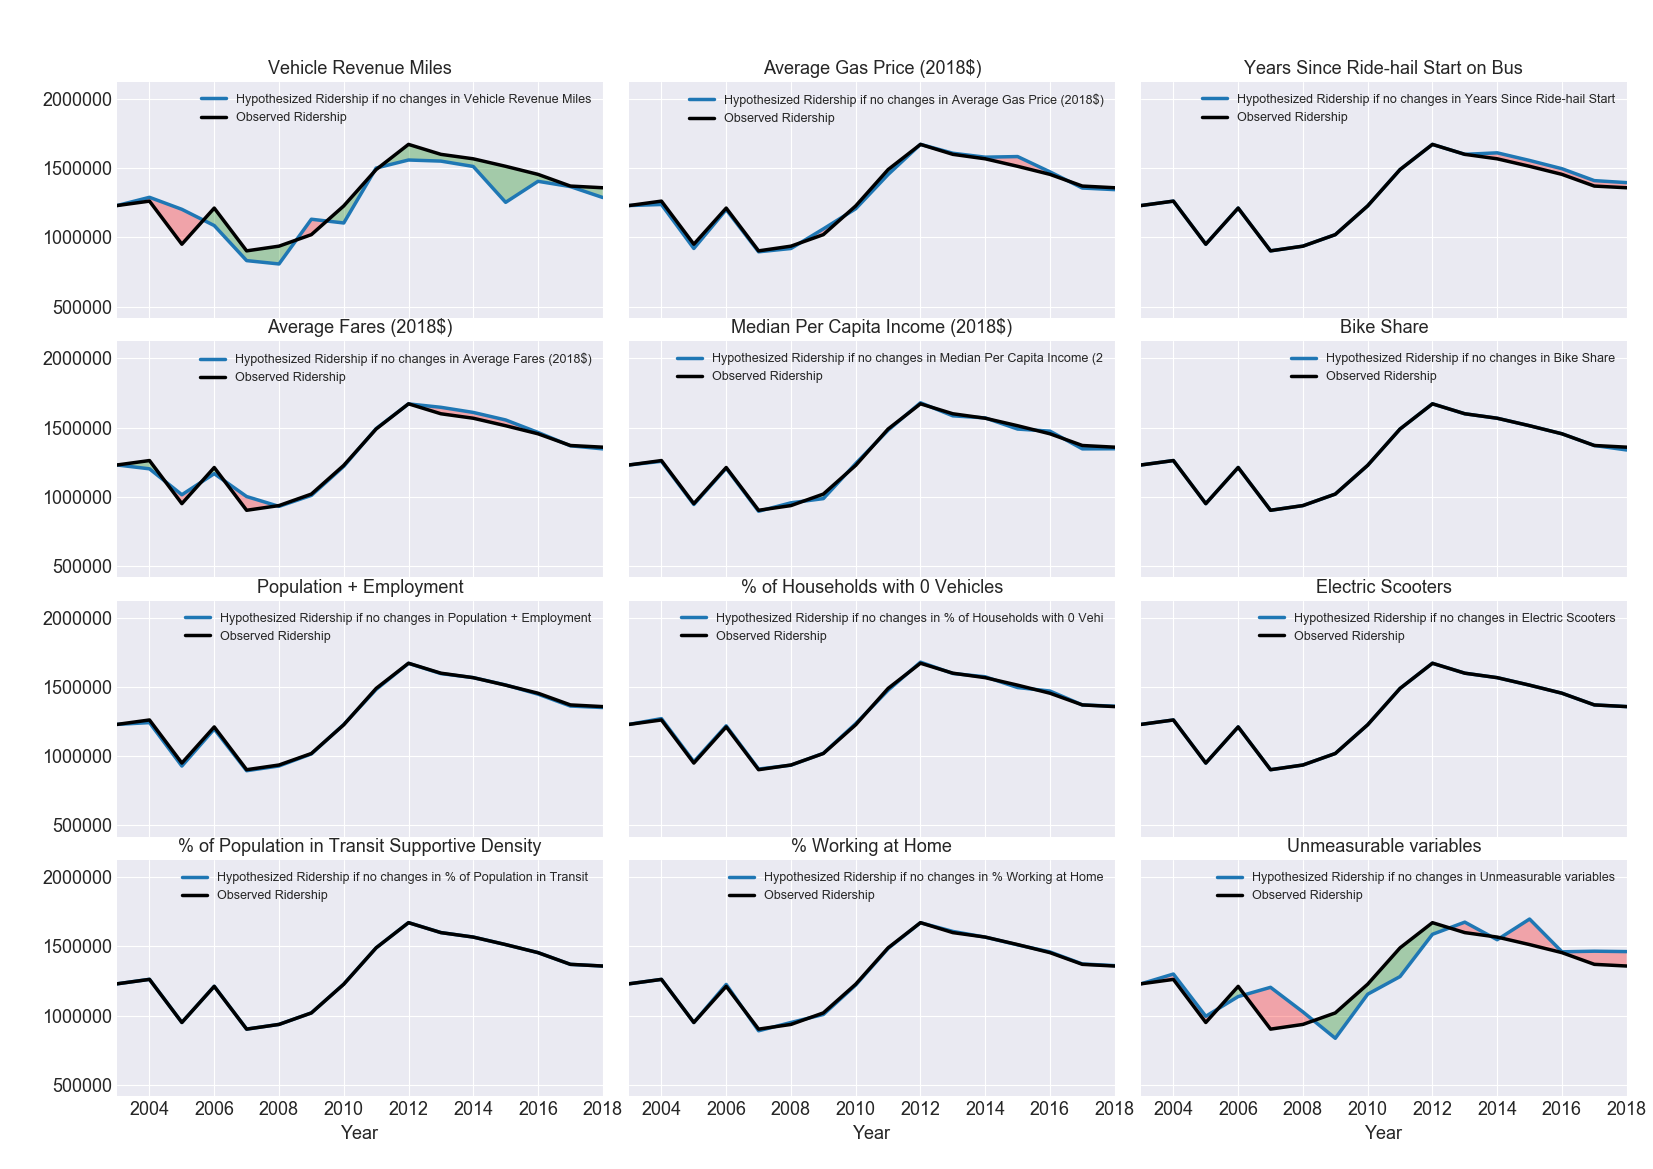 Vehicle Revenue Miles
2000000
1500000
1000000
500000
Hypothesized Ridership if no changes in Vehicle Revenue Miles
Observed Ridership
Average Gas Price (2018$)
Hypothesized Ridership if no changes in Average Gas Price (2018$)
Observed Ridership
Years Since Ride-hail Start on Bus
Hypothesized Ridership if no changes in Years Since Ride-hail Start
Observed Ridership
Average Fares (2018$)
2000000
1500000
1000000
500000
Hypothesized Ridership if no changes in Average Fares (2018$)
Observed Ridership
Median Per Capita Income (2018$)
Hypothesized Ridership if no changes in Median Per Capita Income (2
Observed Ridership
Bike Share
Hypothesized Ridership if no changes in Bike Share
Observed Ridership
Population + Employment
2000000
1500000
1000000
500000
Hypothesized Ridership if no changes in Population + Employment
Observed Ridership
% of Households with 0 Vehicles
Hypothesized Ridership if no changes in % of Households with 0 Vehi
Observed Ridership
Electric Scooters
Hypothesized Ridership if no changes in Electric Scooters
Observed Ridership
% of Population in Transit Supportive Density
2000000
1500000
1000000
500000
Hypothesized Ridership if no changes in % of Population in Transit
Observed Ridership
2004 2006 2008 2010 2012 2014 2016 2018
Year
% Working at Home
Hypothesized Ridership if no changes in % Working at Home
Observed Ridership
2004 2006 2008 2010 2012 2014 2016 2018
Year
Unmeasurable variables
Hypothesized Ridership if no changes in Unmeasurable variables
Observed Ridership
2004 2006 2008 2010 2012 2014 2016 2018
Year